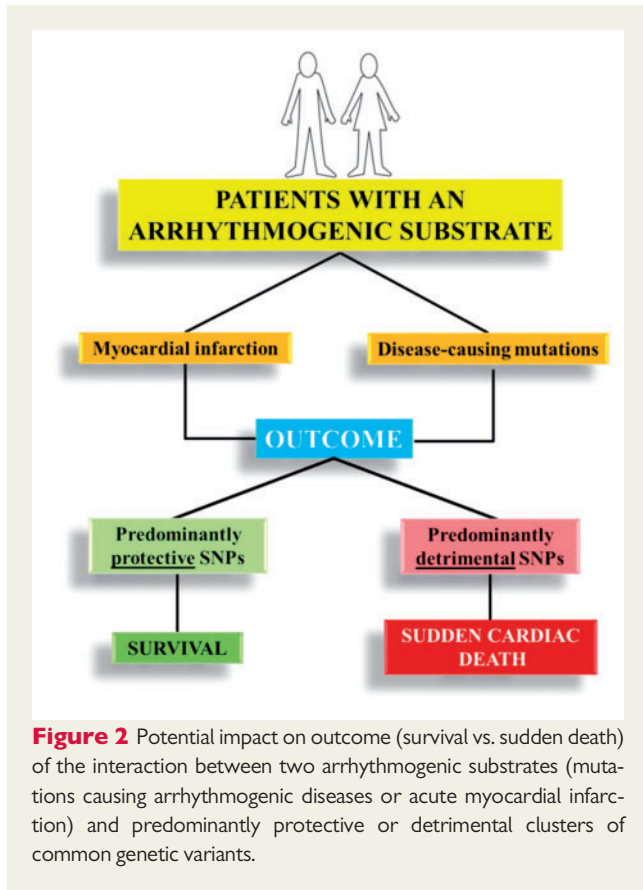 PATIENTS WITH AN
ARRHYTHMOGENIC SUBSTRATE
Myocardial infarction
Disease-causing mutations
OUTCOME
Predominantly
protective SNPs
Predominantly
detrimental SNPs
SURVIVAL
SUDDEN CARDIAC
DEATH
Figure 2 Potential impact on outcome (survival vs. sudden death)
of the interaction between two arrhythmogenic substrates (muta-
tions causing arrhythmogenic diseases or acute myocardial infarc-
tion) and predominantly protective or detrimental clusters of
common genetic variants.